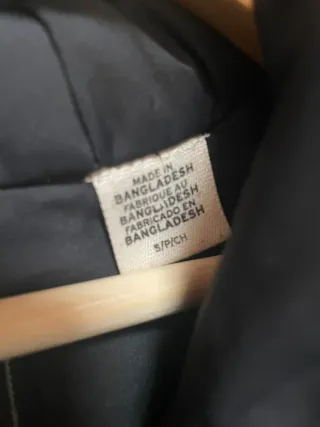 MADE IN
BANGLADESH
FABRIQUE AU
BANGLADESH
FABRICADO EN
BANGLADESH
S/P/CH